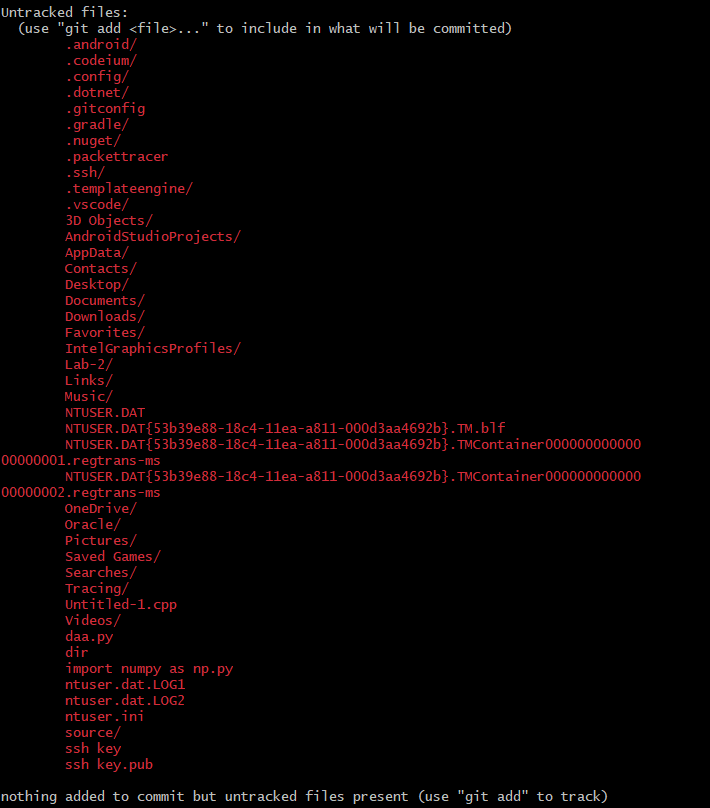 Untracked files:
(use "git add <file>..." to include in what will be committed)
.android/
.codeium/
.config/
.dotnet/
.gitconfig
.gradle/
.nuget/
.packettracer
.ssh/
.templateengine/
.vscode/
3D Objects/
AndroidStudioProjects/
AppData/
Contacts/
Desktop/
Documents/
Downloads/
Favorites/
IntelGraphicsProfiles/
Lab-2/
Links/
Music/
NTUSER.DAT
NTUSER.DAT{53b39e88-18c4-11ea-a811-000d3aa4692b}.TM.blf
NTUSER.DAT{53b39e88-18c4-11ea-a811-000d3aa4692b}.TMContainer000000000000
00000001.regtrans-ms
NTUSER.DAT{53b39e88-18c4-11ea-a811-000d3aa4692b}.TMContainer000000000000
00000002.regtrans-ms
OneDrive/
Oracle/
Pictures/
Saved Games/
Searches/
Tracing/
Untitled-1.cpp
Videos/
daa.py
dir
import numpy as np.py
ntuser.dat.LOG1
ntuser.dat.LOG2
ntuser.ini
source/
ssh key
ssh key.pub
nothing added to commit but untracked files present (use "git add" to track)